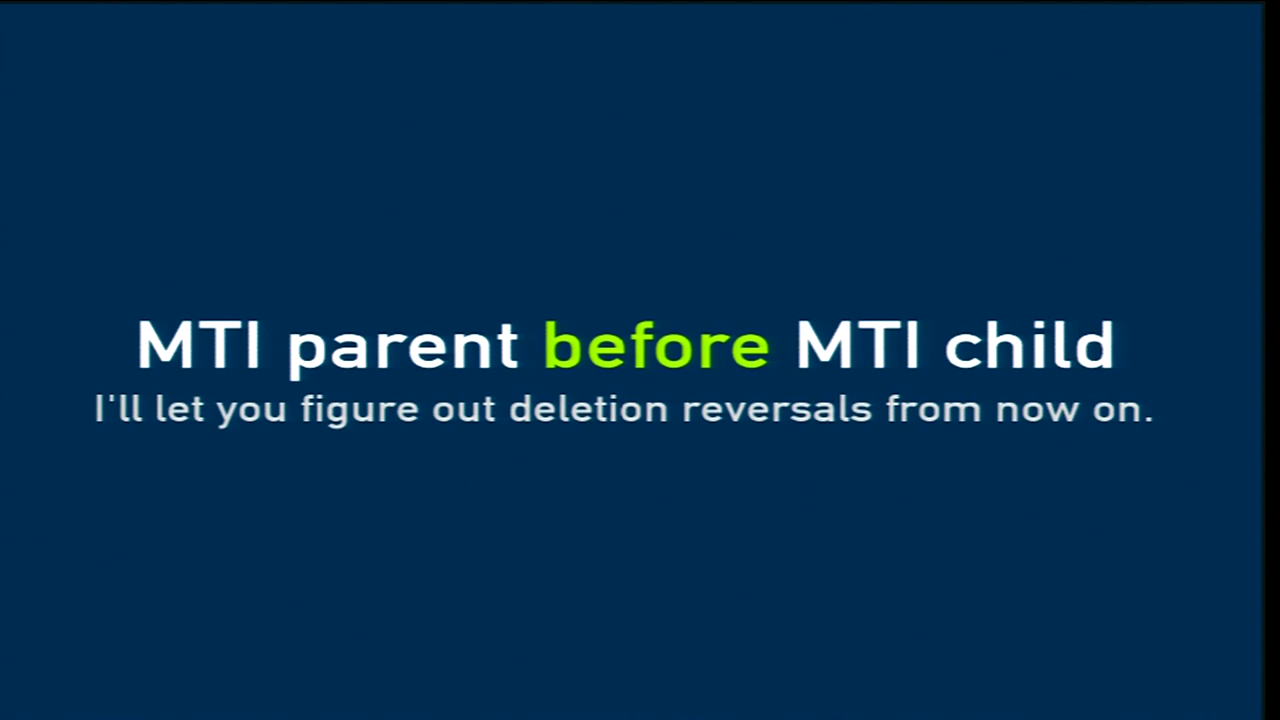 MTI parent before MTI child
I'll let you figure out deletion reversals from now on.